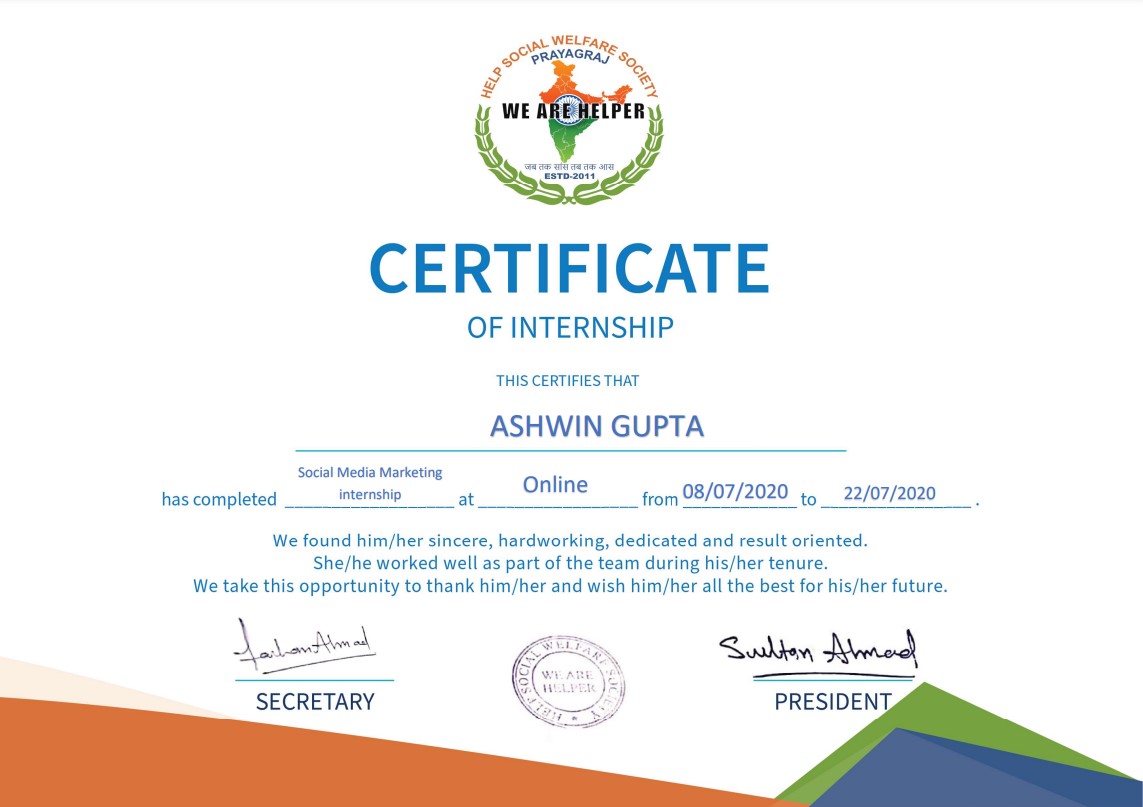 HELP SOCIAL WELFARE SOCIETY
PRAYAGRAJ
WE ARE HELPER
जब तक सांस तब तक आस
ESTD-2011
CERTIFICATE
OF INTERNSHIP
THIS CERTIFIES THAT
ASHWIN GUPTA
has completed Social Media Marketing internship at Online from 08/07/2020 to 22/07/2020 .
We found him/her sincere, hardworking, dedicated and result oriented.
She/he worked well as part of the team during his/her tenure.
We take this opportunity to thank him/her and wish him/her all the best for his/her future.
Sultan Ahmad
HELP SOCIAL WELFARE SOCIETY
WE ARE
HELPER
SECRETARY
PRESIDENT